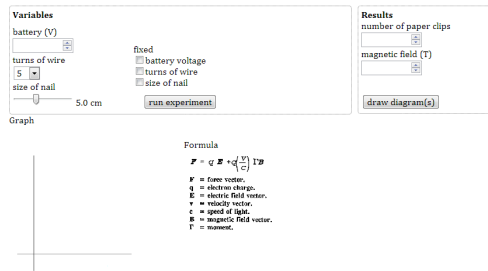 Variables
battery (V)
turns of wire
5
size of nail
5.0 cm
fixed
battery voltage
turns of wire
size of nail
run experiment
Results
number of paper clips
magnetic field (T)
draw diagram(s)
Graph
Formula
F = q E + q(v/c) Γ B
F = force vector.
q = electron charge.
E = electric field vector.
v = velocity vector.
c = speed of light.
B = magnetic field vector.
Γ = moment.